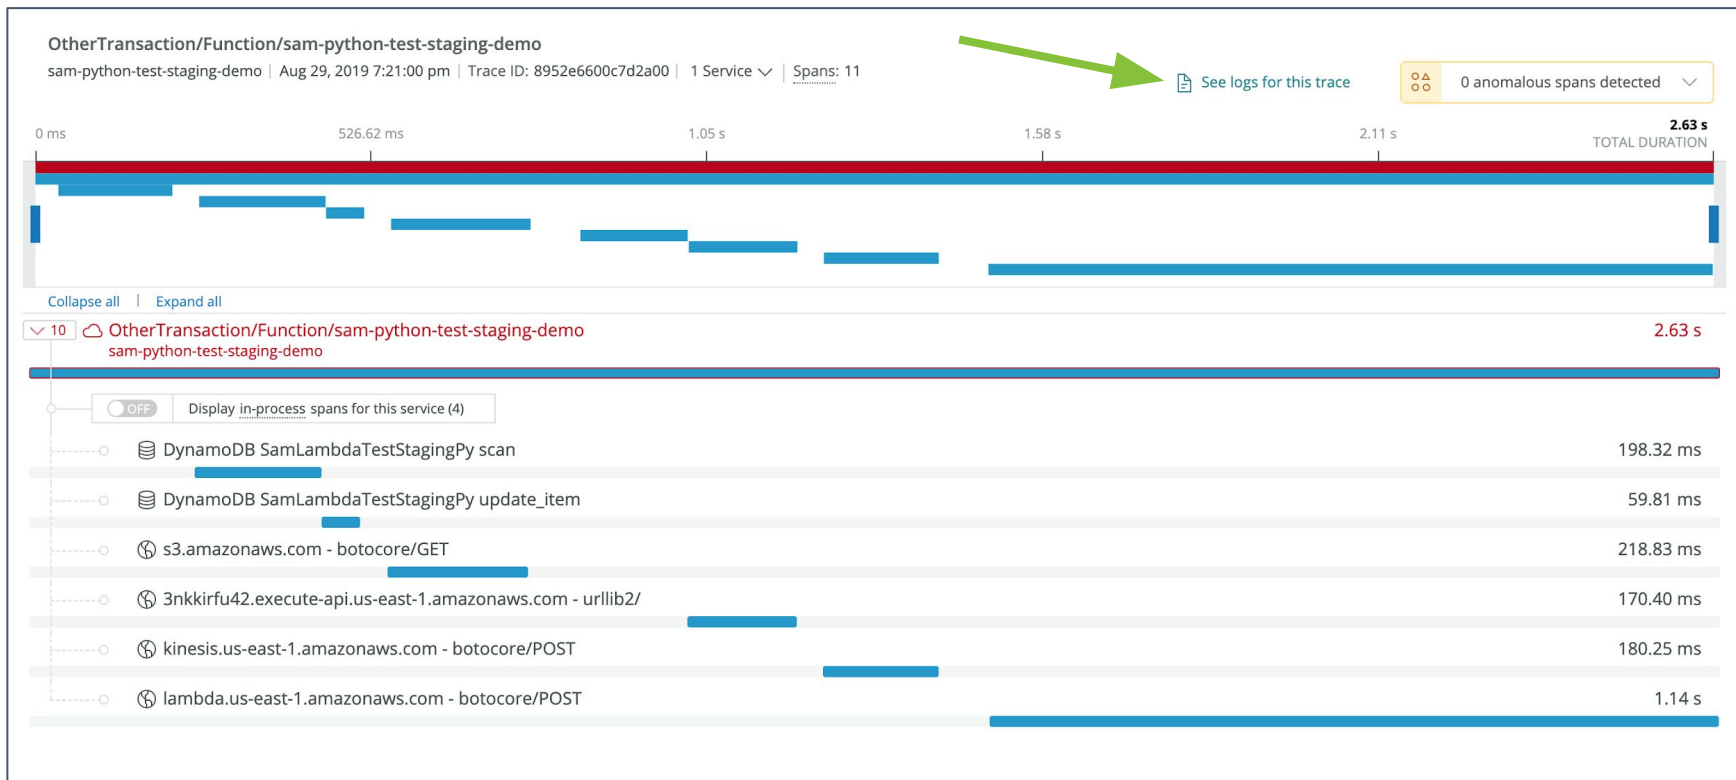 OtherTransaction/Function/sam-python-test-staging-demo
sam-python-test-staging-demo | Aug 29, 2019 7:21:00 pm | Trace ID: 8952e6600c7d2a00 | 1 Service | Spans: 11
See logs for this trace
0 anomalous spans detected
0 ms 526.62 ms 1.05 s 1.58 s 2.11 s 2.63 s
TOTAL DURATION
Collapse all | Expand all
10 OtherTransaction/Function/sam-python-test-staging-demo 2.63 s
sam-python-test-staging-demo
OFF Display in-process spans for this service (4)
DynamoDB SamLambdaTestStagingPy scan 198.32 ms
DynamoDB SamLambdaTestStagingPy update_item 59.81 ms
s3.amazonaws.com - botocore/GET 218.83 ms
3nkkirfu42.execute-api.us-east-1.amazonaws.com - urllib2/ 170.40 ms
kinesis.us-east-1.amazonaws.com - botocore/POST 180.25 ms
lambda.us-east-1.amazonaws.com - botocore/POST 1.14 s